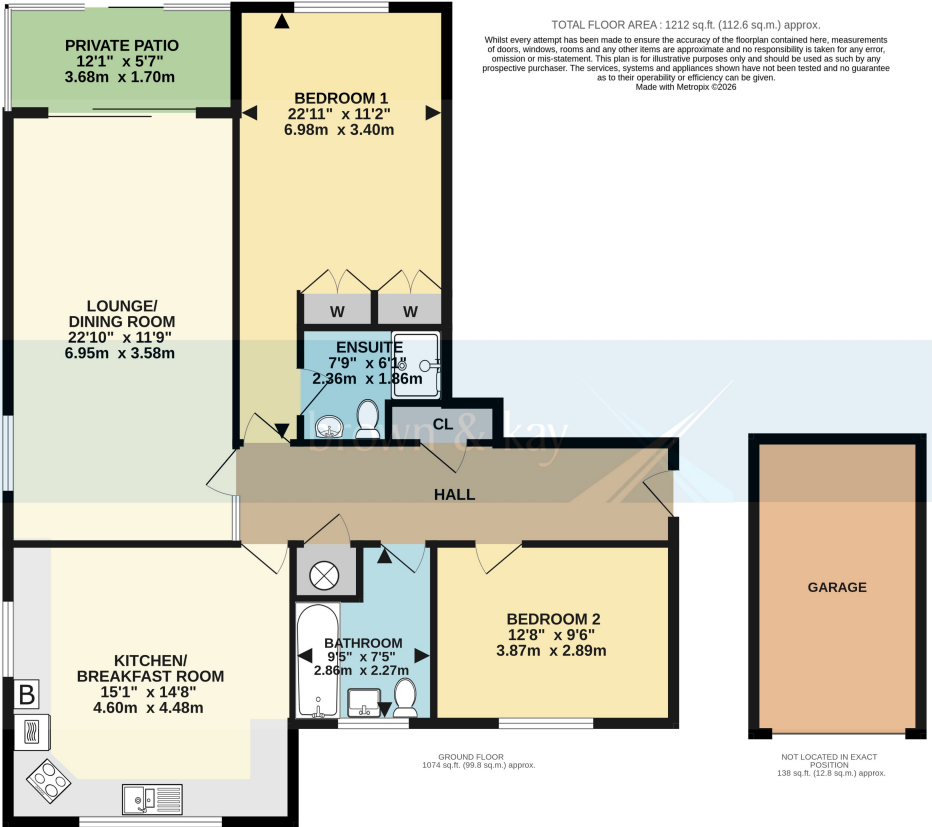 TOTAL FLOOR AREA : 1212 sq.ft. (112.6 sq.m.) approx.
Whilst every attempt has been made to ensure the accuracy of the floorplan contained here, measurements
of doors, windows, rooms and any other items are approximate and no responsibility is taken for any error,
omission or mis-statement. This plan is for illustrative purposes only and should be used as such by any
prospective purchaser. The services, systems and appliances shown have not been tested and no guarantee
as to their operability or efficiency can be given.
Made with Metropix ©2026
PRIVATE PATIO
12'1" x 5'7"
3.68m x 1.70m
BEDROOM 1
22'11" x 11'2"
6.98m x 3.40m
LOUNGE/
DINING ROOM
22'10" x 11'9"
6.95m x 3.58m
W
W
ENSUITE
7'9" x 6'1"
2.36m x 1.86m
CL
brown & kay
HALL
KITCHEN/
BREAKFAST ROOM
15'1" x 14'8"
4.60m x 4.48m
B
BATHROOM
9'5" x 7'5"
2.86m x 2.27m
BEDROOM 2
12'8" x 9'6"
3.87m x 2.89m
GARAGE
GROUND FLOOR
1074 sq.ft. (99.8 sq.m.) approx.
NOT LOCATED IN EXACT
POSITION
138 sq.ft. (12.8 sq.m.) approx.